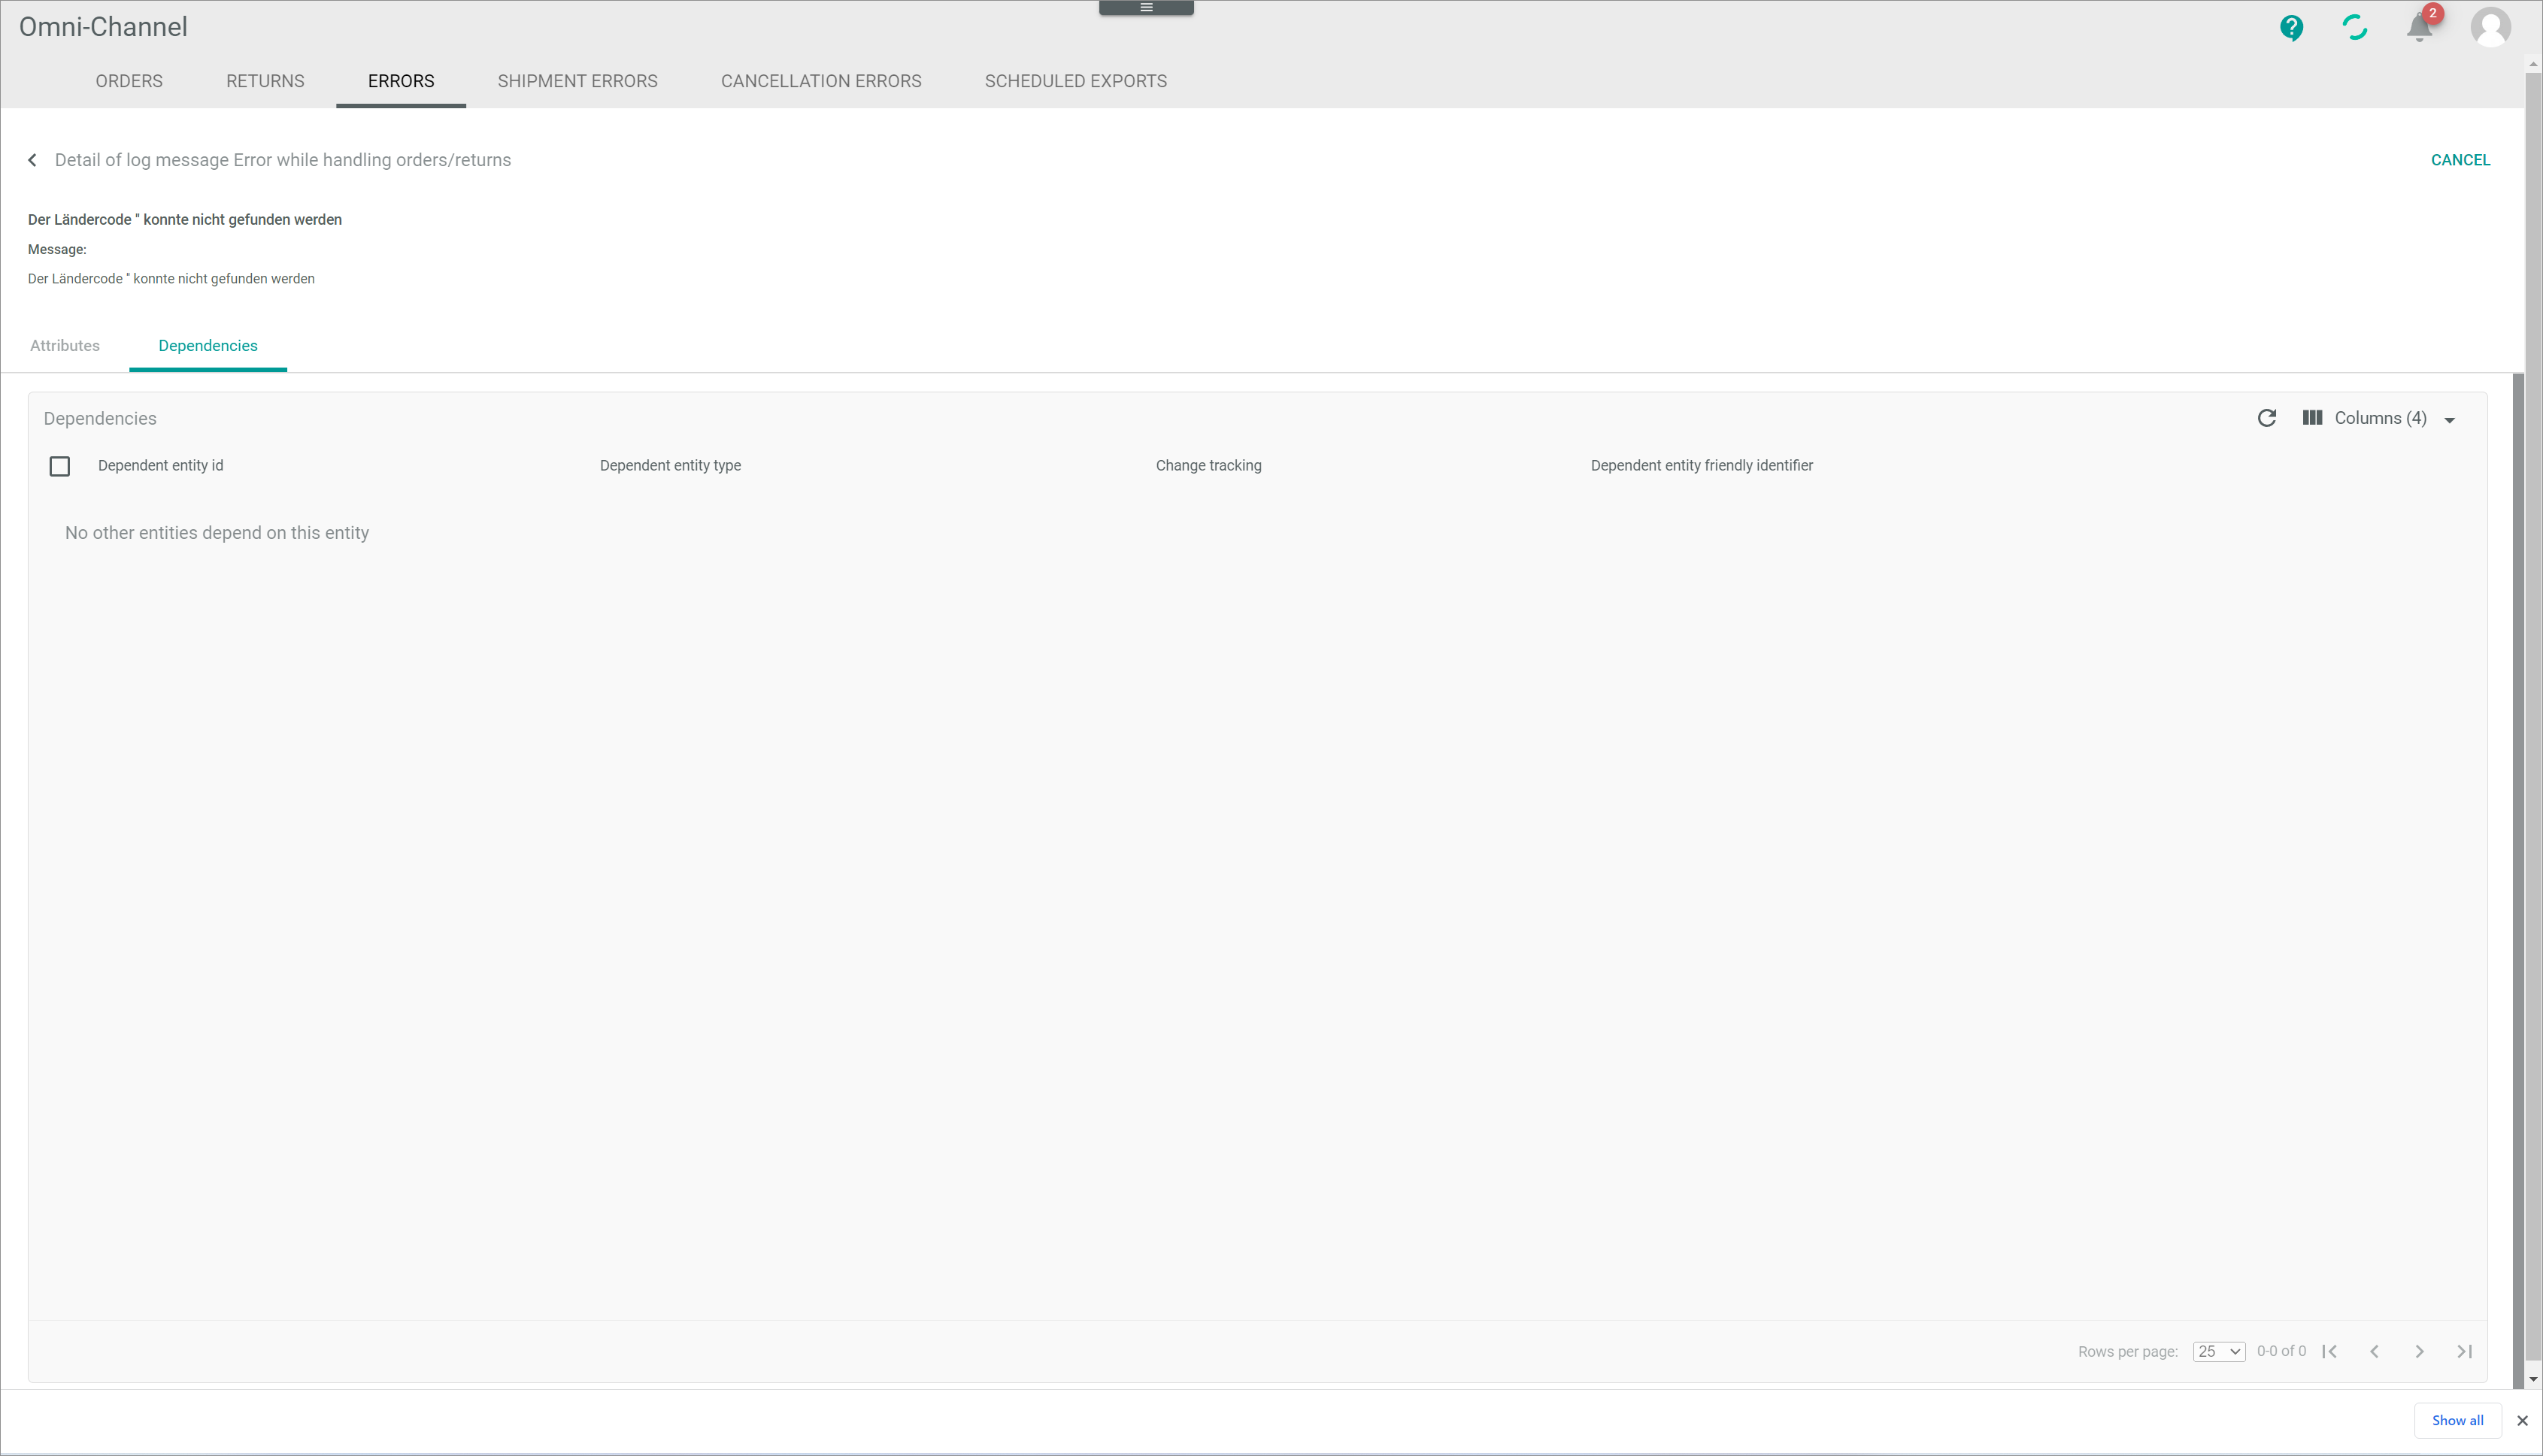 Omni-Channel
2
ORDERS RETURNS ERRORS SHIPMENT ERRORS CANCELLATION ERRORS SCHEDULED EXPORTS
Detail of log message Error while handling orders/returns CANCEL
Der Ländercode '' konnte nicht gefunden werden
Message:
Der Ländercode '' konnte nicht gefunden werden
Attributes Dependencies
Dependencies Columns (4)
Dependent entity id Dependent entity type Change tracking Dependent entity friendly identifier
No other entities depend on this entity
Rows per page: 25 0-0 of 0
Show all